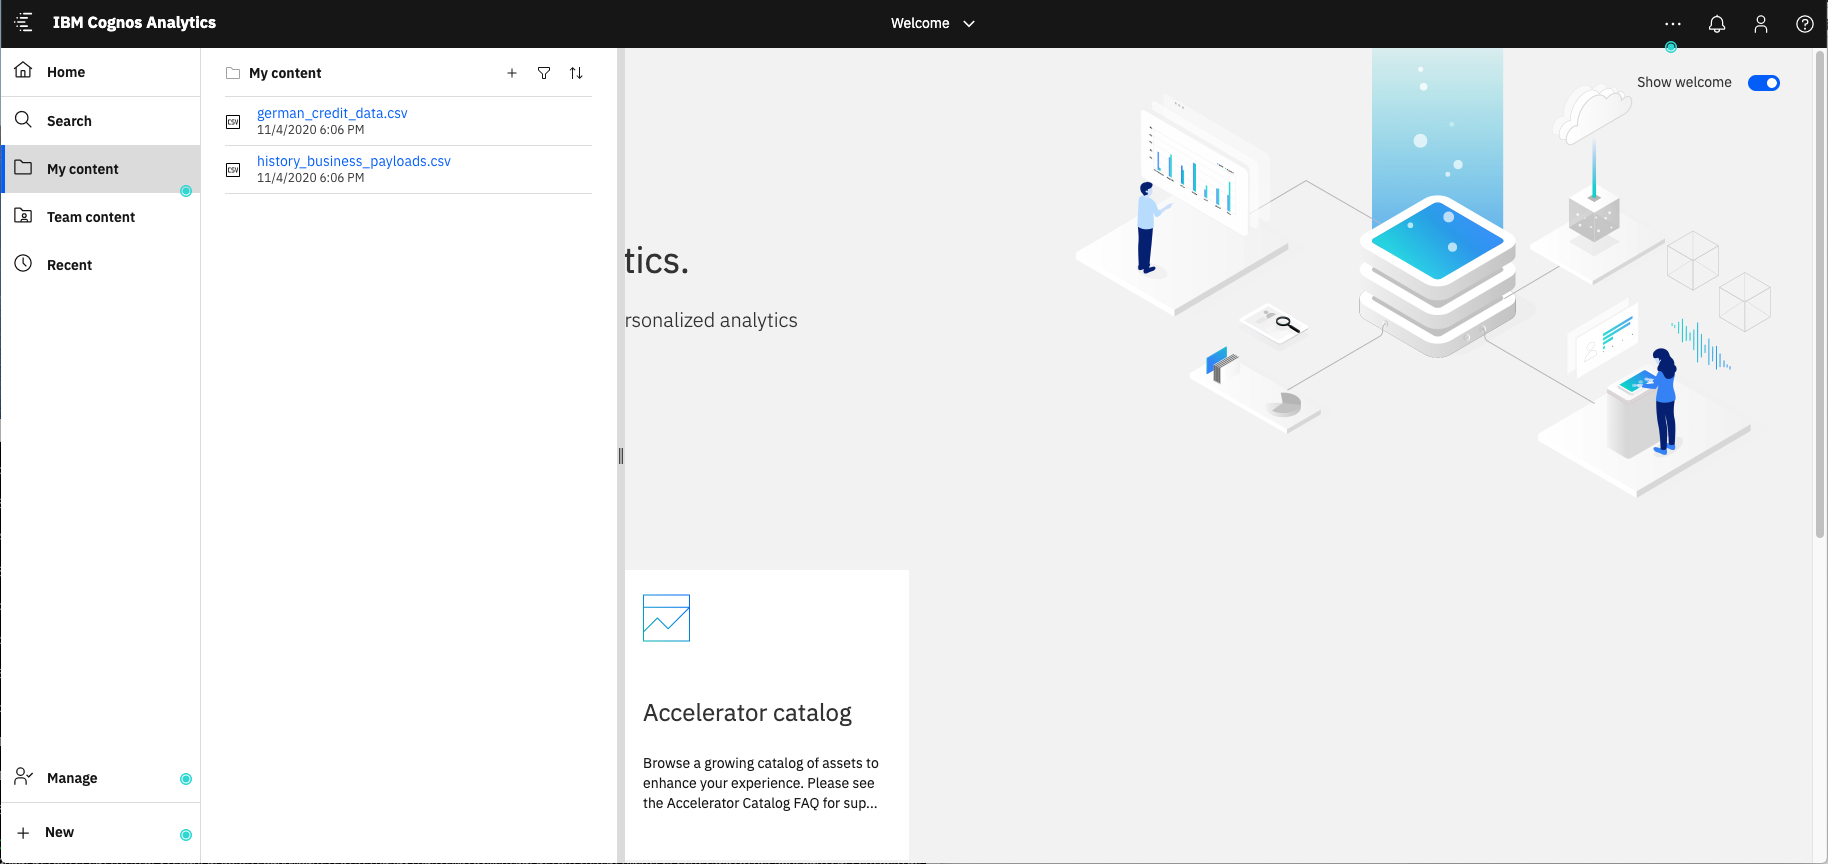 IBM Cognos Analytics
Welcome
Home
Search
My content
Team content
Recent
Manage
New
My content
german_credit_data.csv
11/4/2020 6:06 PM
history_business_payloads.csv
11/4/2020 6:06 PM
CSV
CSV
Show welcome
tics.
rsonalized analytics
Accelerator catalog
Browse a growing catalog of assets to
enhance your experience. Please see
the Accelerator Catalog FAQ for sup...